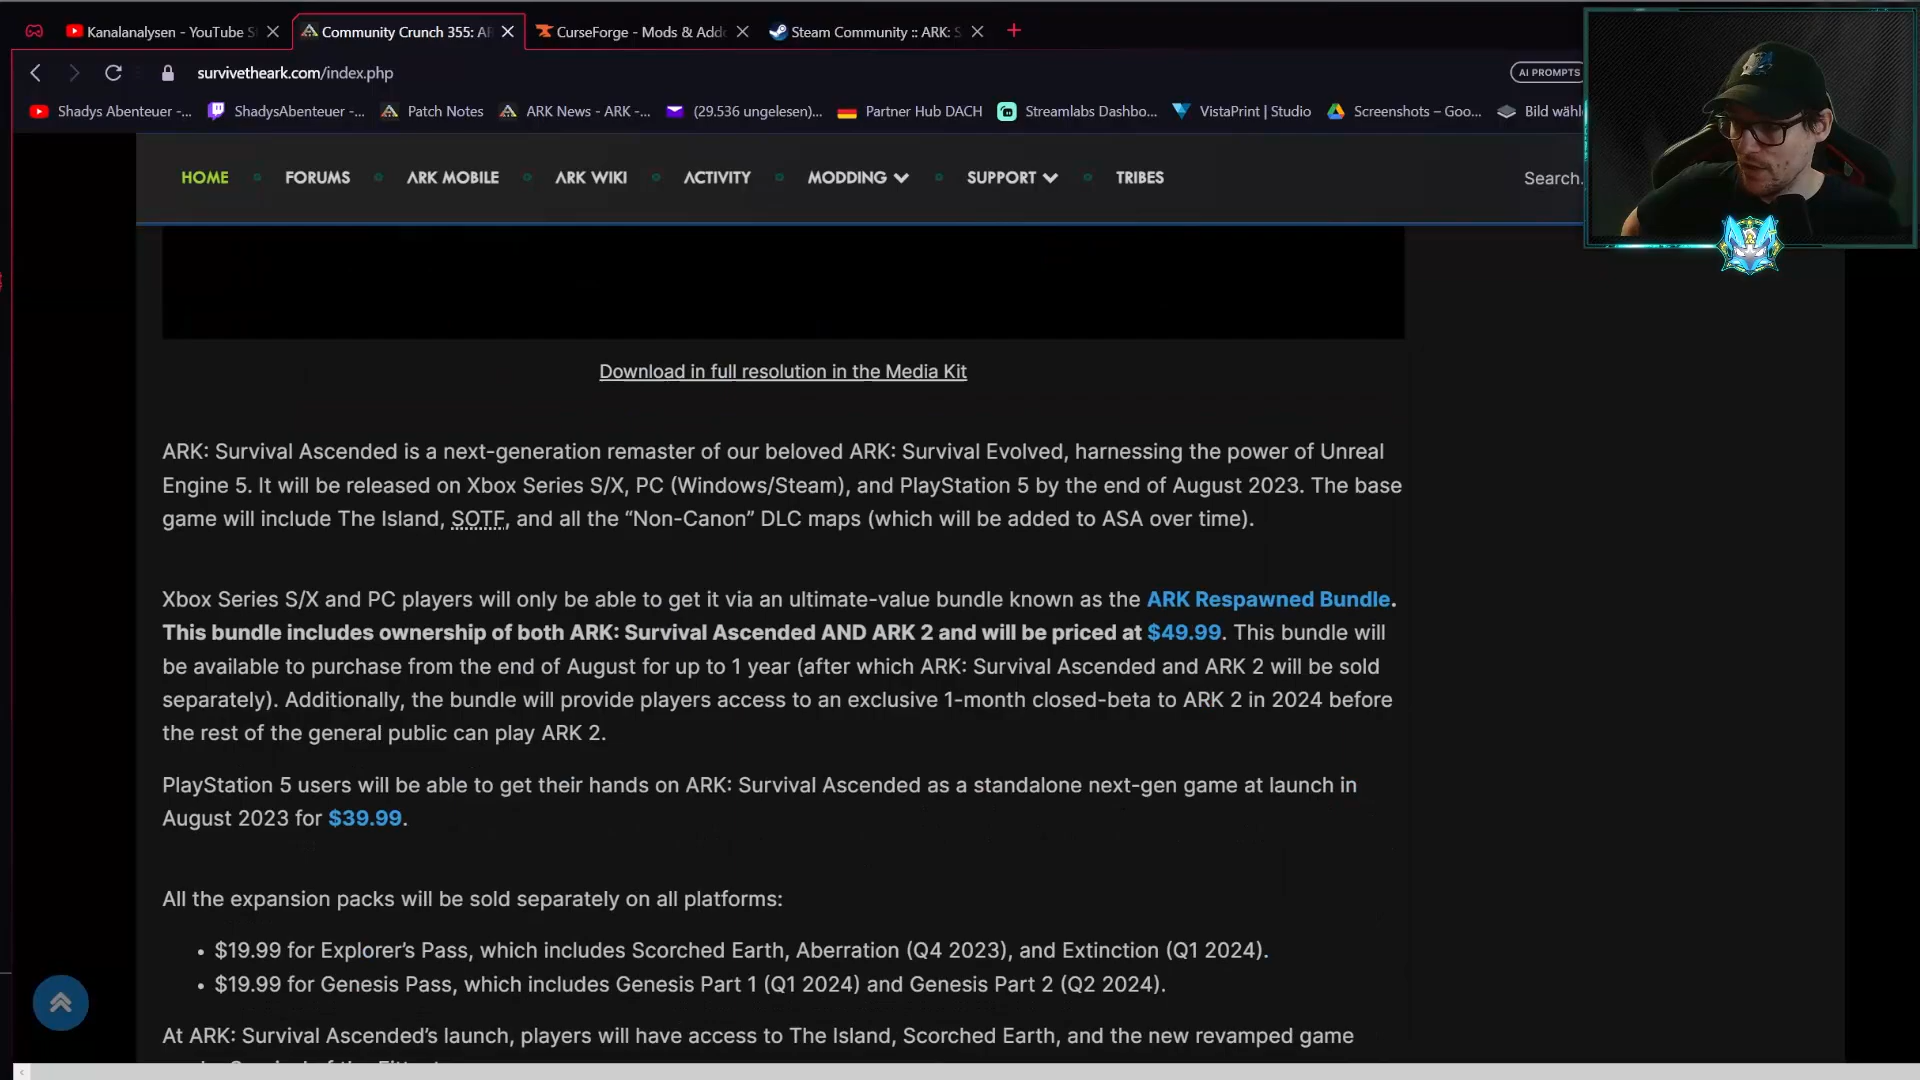 Kanalanalysen - YouTube S
Community Crunch 355: A
CurseForge - Mods & Add
Steam Community :: ARK: S
survivetheark.com/index.php
AI PROMPTS
Shadys Abenteuer -...
ShadysAbenteuer -...
Patch Notes
ARK News - ARK -...
(29.536 ungelesen)...
Partner Hub DACH
Streamlabs Dashbo...
VistaPrint | Studio
Screenshots – Goo...
Bild wähl
HOME
FORUMS
ARK MOBILE
ARK WIKI
ACTIVITY
MODDING
SUPPORT
TRIBES
Search.
Download in full resolution in the Media Kit
ARK: Survival Ascended is a next-generation remaster of our beloved ARK: Survival Evolved, harnessing the power of Unreal
Engine 5. It will be released on Xbox Series S/X, PC (Windows/Steam), and PlayStation 5 by the end of August 2023. The base
game will include The Island, SOTF, and all the “Non-Canon” DLC maps (which will be added to ASA over time).
Xbox Series S/X and PC players will only be able to get it via an ultimate-value bundle known as the ARK Respawned Bundle.
This bundle includes ownership of both ARK: Survival Ascended AND ARK 2 and will be priced at $49.99. This bundle will
be available to purchase from the end of August for up to 1 year (after which ARK: Survival Ascended and ARK 2 will be sold
separately). Additionally, the bundle will provide players access to an exclusive 1-month closed-beta to ARK 2 in 2024 before
the rest of the general public can play ARK 2.
PlayStation 5 users will be able to get their hands on ARK: Survival Ascended as a standalone next-gen game at launch in
August 2023 for $39.99.
All the expansion packs will be sold separately on all platforms:
• $19.99 for Explorer’s Pass, which includes Scorched Earth, Aberration (Q4 2023), and Extinction (Q1 2024).
• $19.99 for Genesis Pass, which includes Genesis Part 1 (Q1 2024) and Genesis Part 2 (Q2 2024).
At ARK: Survival Ascended’s launch, players will have access to The Island, Scorched Earth, and the new revamped game